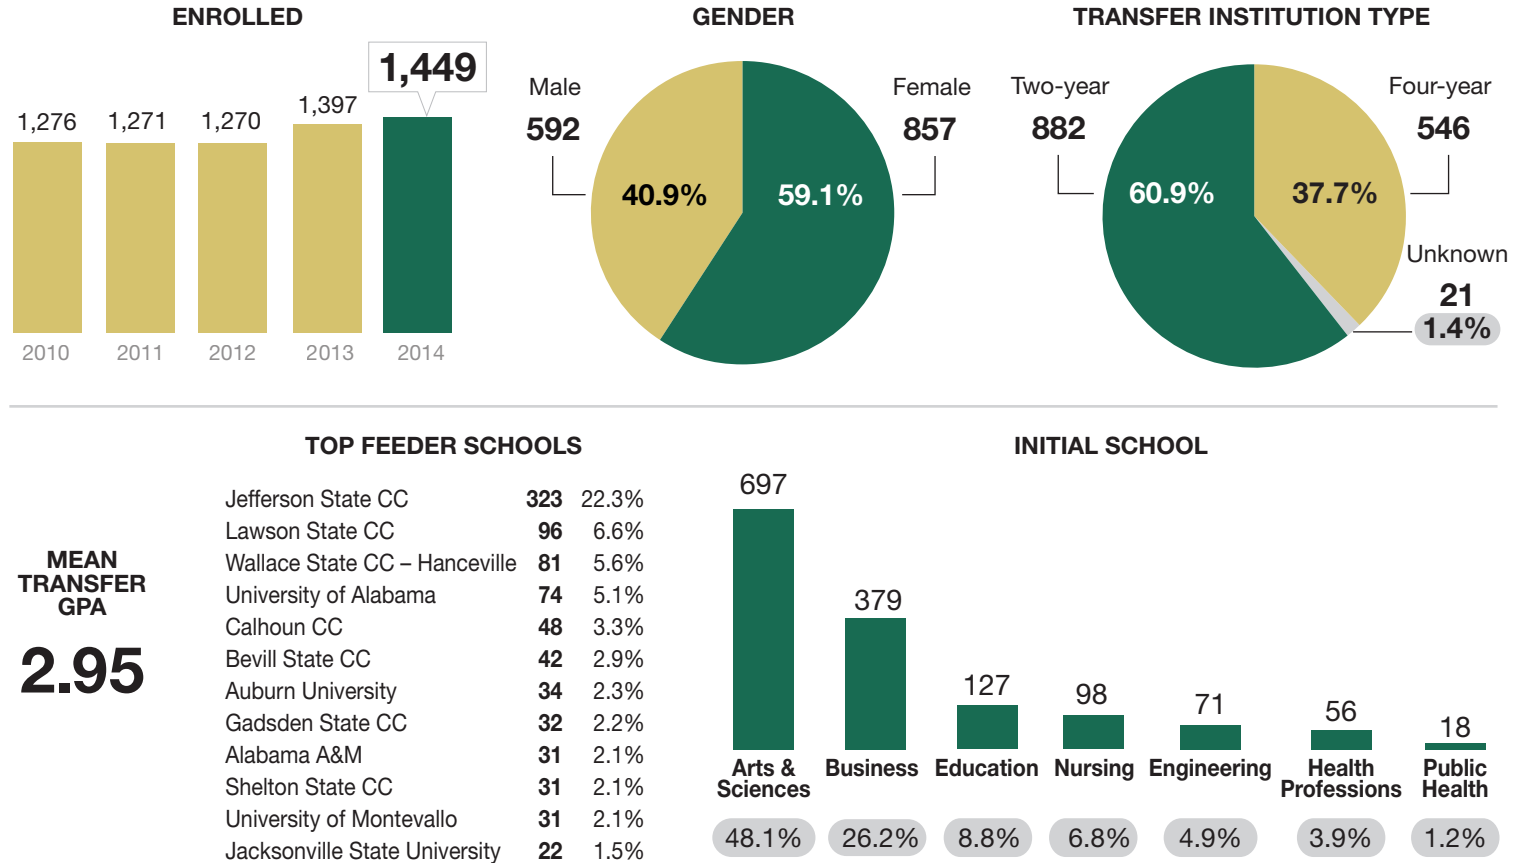 ENROLLED
1,449
1,276
1,271
1,270
1,397
2010
2011
2012
2013
2014
GENDER
Male
592
40.9%
Female
857
59.1%
TRANSFER INSTITUTION TYPE
Two-year
882
60.9%
Four-year
546
37.7%
Unknown
21
1.4%
MEAN
TRANSFER
GPA
2.95
TOP FEEDER SCHOOLS
Jefferson State CC 323 22.3%
Lawson State CC 96 6.6%
Wallace State CC – Hanceville 81 5.6%
University of Alabama 74 5.1%
Calhoun CC 48 3.3%
Bevill State CC 42 2.9%
Auburn University 34 2.3%
Gadsden State CC 32 2.2%
Alabama A&M 31 2.1%
Shelton State CC 31 2.1%
University of Montevallo 31 2.1%
Jacksonville State University 22 1.5%
INITIAL SCHOOL
697
379
127
98
71
56
18
Arts &
Sciences
Business
Education
Nursing
Engineering
Health
Professions
Public
Health
48.1%
26.2%
8.8%
6.8%
4.9%
3.9%
1.2%